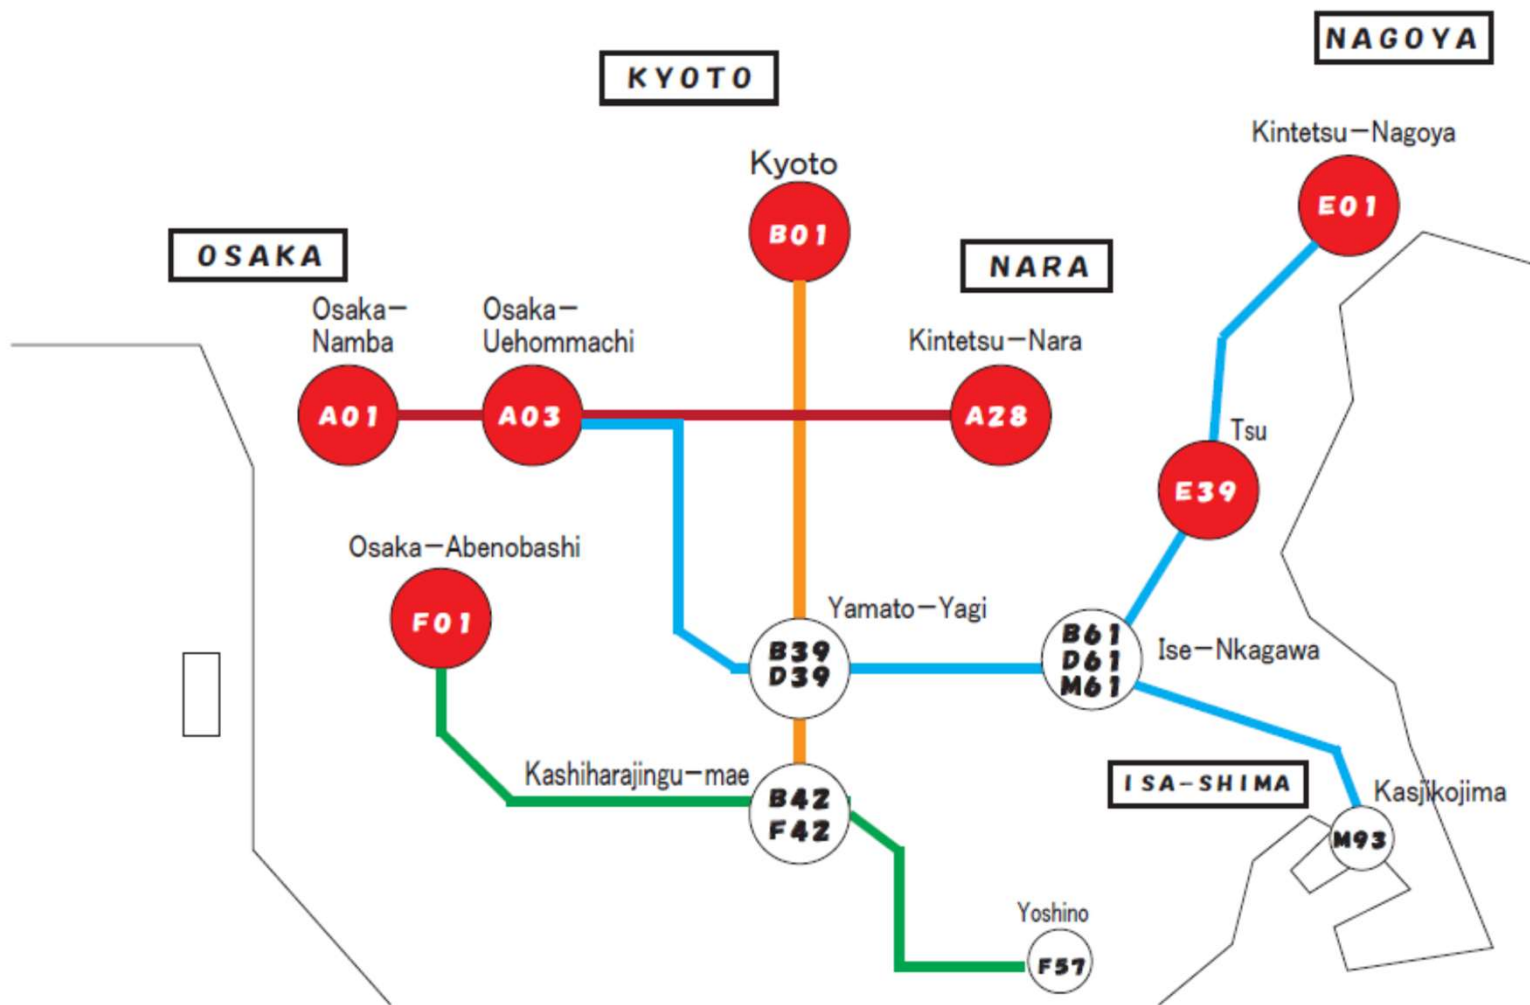 NAGOYA
KYOTO
Kintetsu－Nagoya
Kyoto
E01
B01
OSAKA
NARA
Osaka－
Namba
Osaka－
Uehommachi
Kintetsu－Nara
A01
A03
A28
Tsu
E39
Osaka－Abenobashi
F01
Yamato－Yagi
B39
D39
B61
D61
M61
Ise－Nkagawa
Kashiharajingu－mae
B42
F42
ISA-SHIMA
Kasjikojima
M93
Yoshino
F57